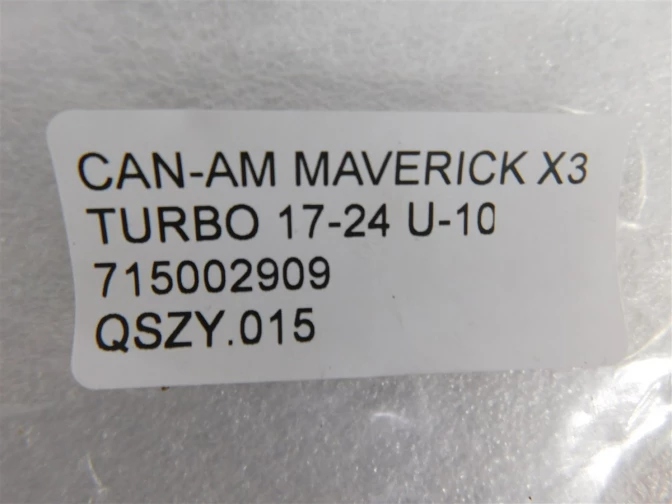 CAN-AM MAVERICK X3
TURBO 17-24 U-10
715002909
QSZY.015